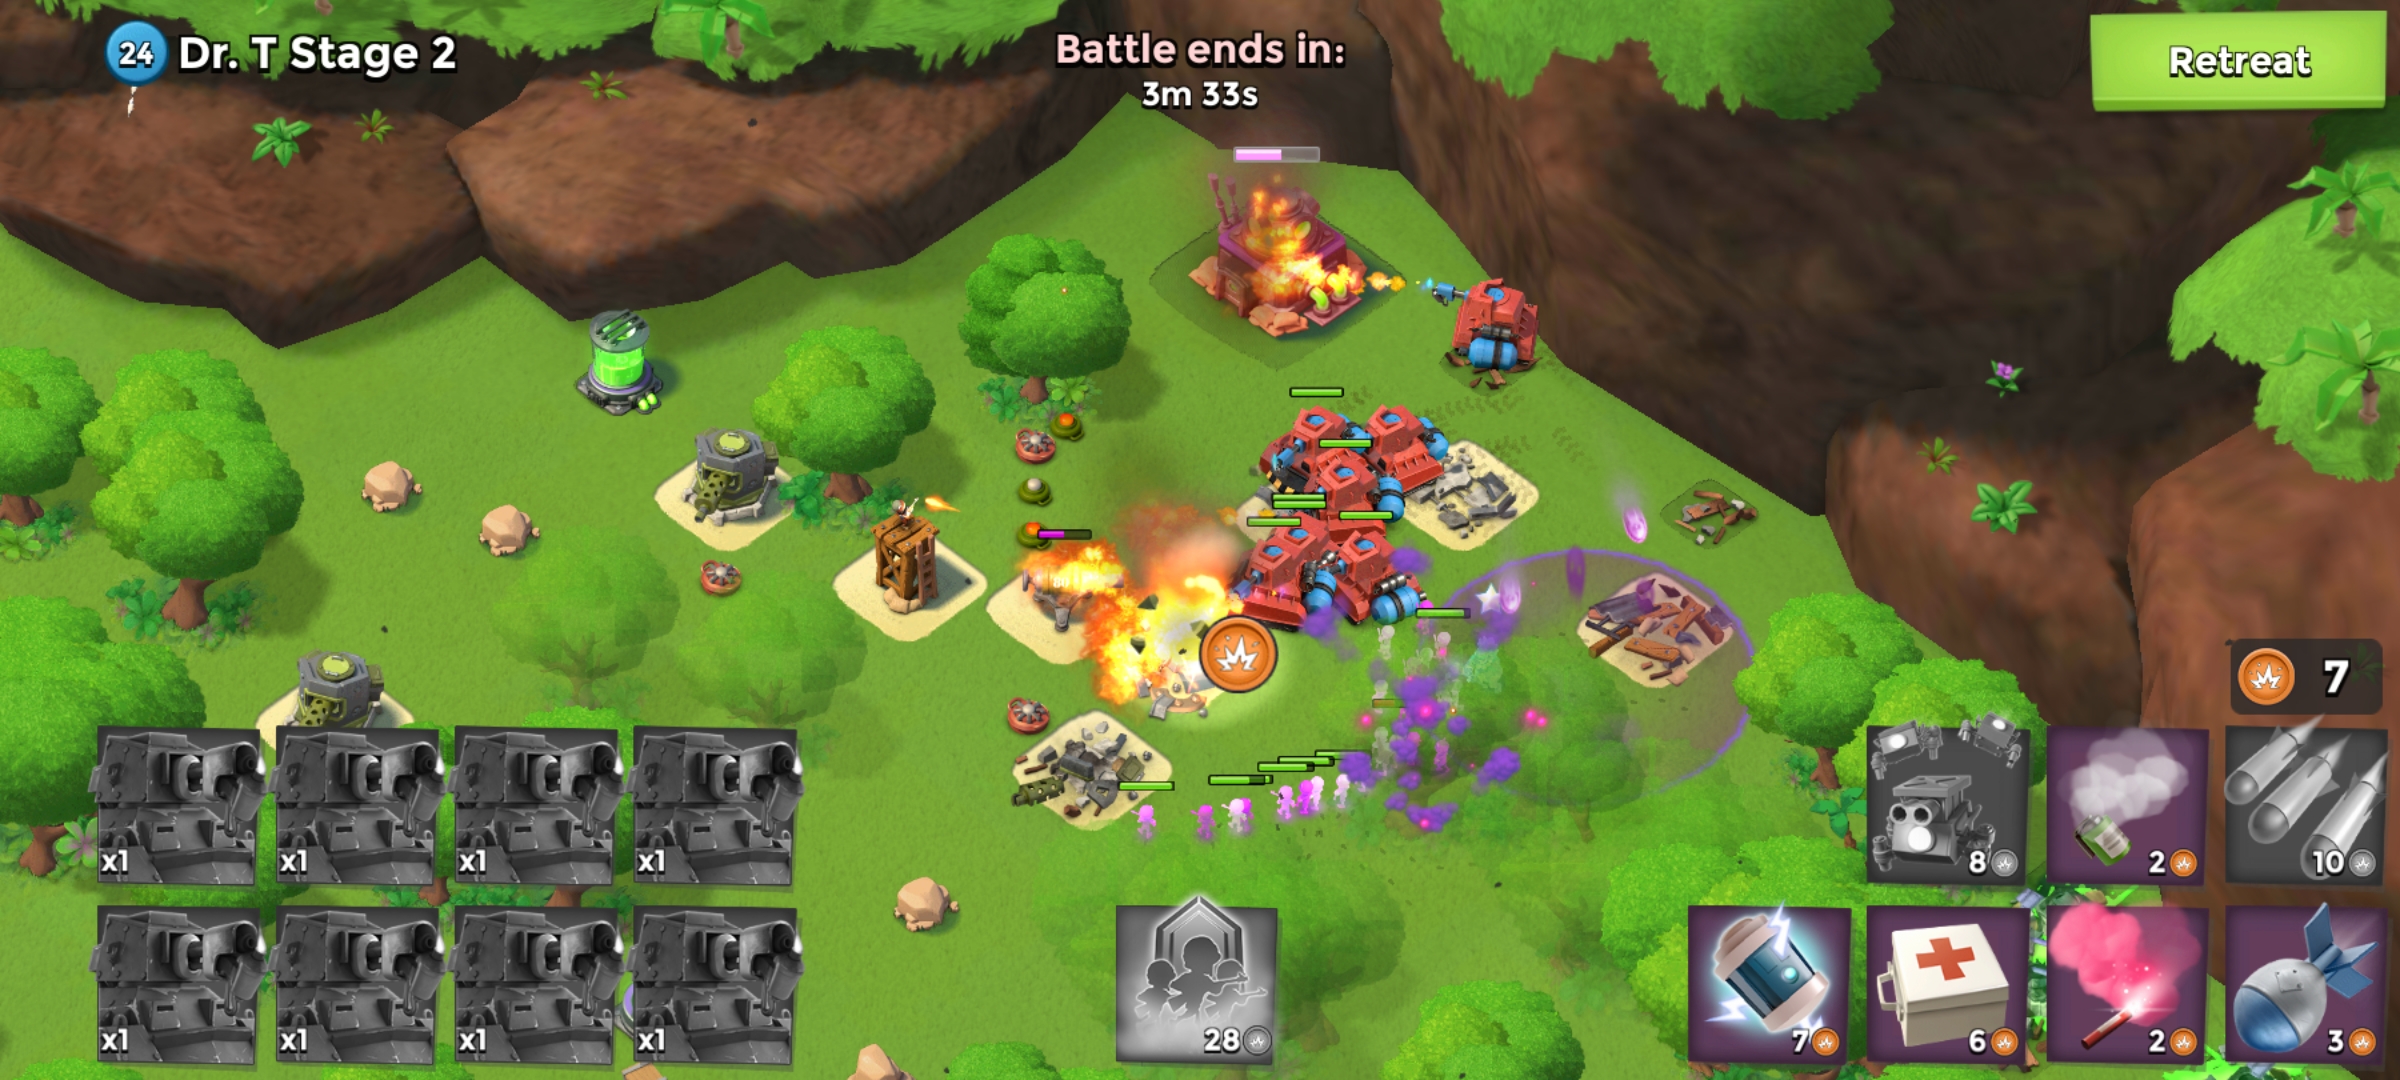 24 Dr. T Stage 2
Battle ends in:
3m 33s
Retreat
80
7
x1 x1 x1 x1
8 2 10
x1 x1 x1 x1
28
7 6 2 3